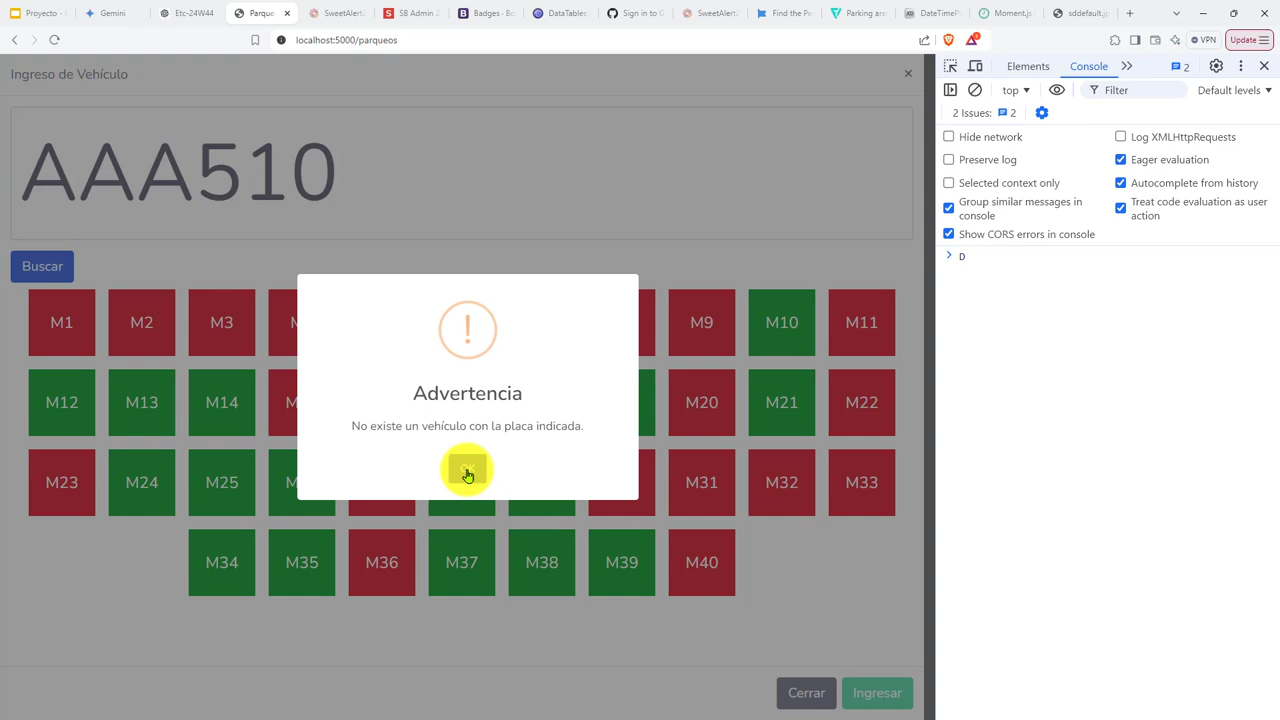 Proyecto - 
Gemini
Etc-24W44
Parque
SweetAlert2
SB Admin 2
Badges - Bo
DataTables
Sign in to G
SweetAlert2
Find the Pe
Parking are
DateTimePi
Moment.js
sddefault.jp
localhost:5000/parqueos
VPN
Update
Ingreso de Vehículo
×
AAA510
Buscar
M1 M2 M3 M9 M10 M11
M12 M13 M14 M20 M21 M22
M23 M24 M25 M31 M32 M33
M34 M35 M36 M37 M38 M39 M40
!
Advertencia
No existe un vehículo con la placa indicada.
OK
Cerrar
Ingresar
Elements
Console
2
top
Filter
Default levels
2 Issues: 2
Hide network
Log XMLHttpRequests
Preserve log
Eager evaluation
Selected context only
Autocomplete from history
Group similar messages in
console
Treat code evaluation as user
action
Show CORS errors in console
D